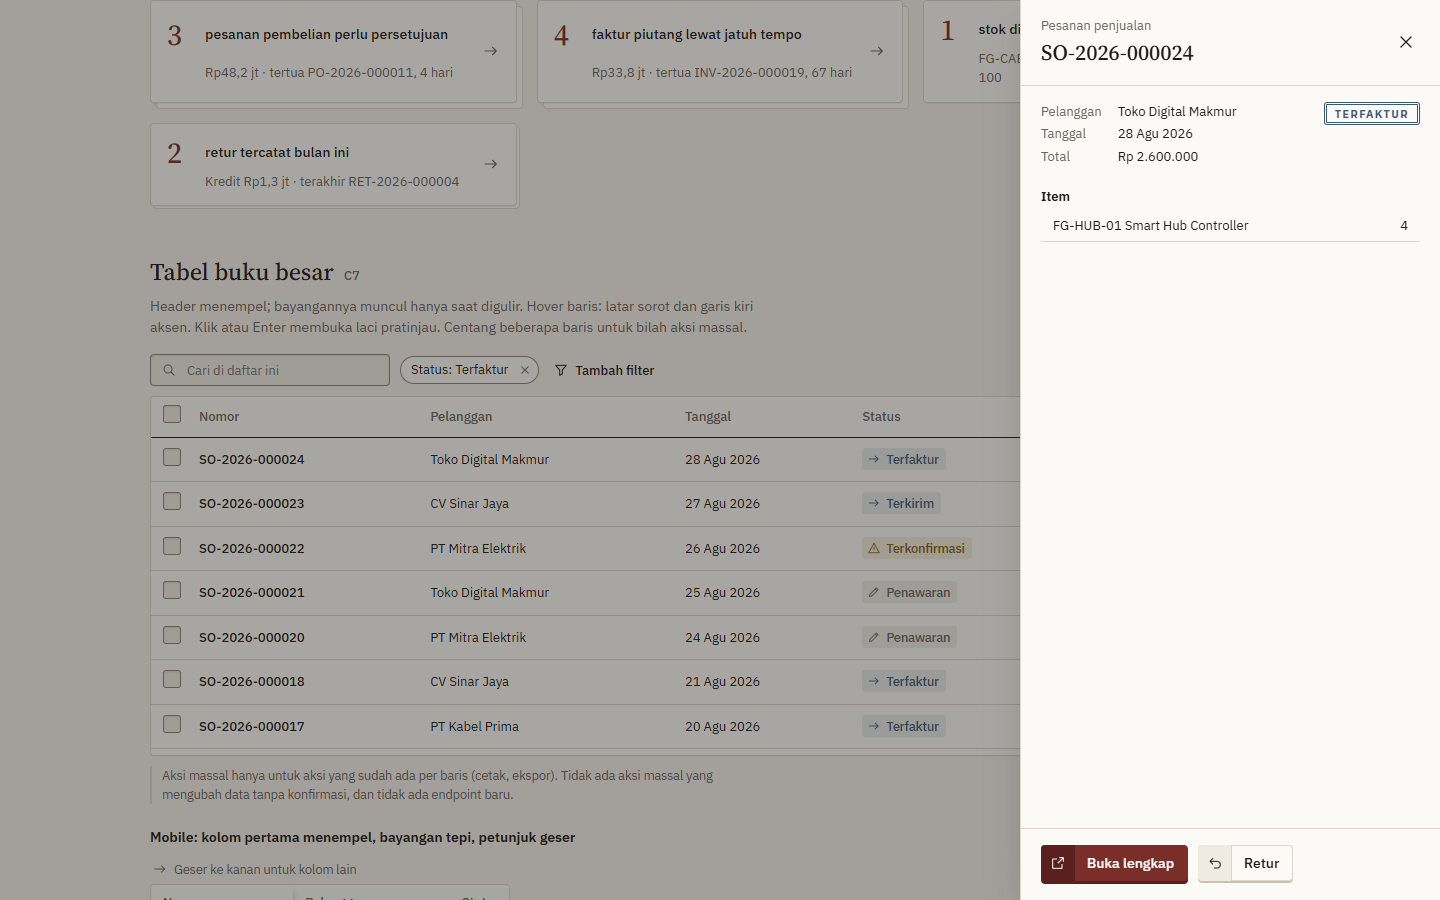 3 pesanan pembelian perlu persetujuan
Rp48,2 jt · tertua PO-2026-000011, 4 hari
4 faktur piutang lewat jatuh tempo
Rp33,8 jt · tertua INV-2026-000019, 67 hari
1 stok di
FG-CAB
100
2 retur tercatat bulan ini
Kredit Rp1,3 jt · terakhir RET-2026-000004
Tabel buku besar C7
Header menempel; bayangannya muncul hanya saat digulir. Hover baris: latar sorot dan garis kiri
aksen. Klik atau Enter membuka laci pratinjau. Centang beberapa baris untuk bilah aksi massal.
Cari di daftar ini Status: Terfaktur Tambah filter
Nomor Pelanggan Tanggal Status
SO-2026-000024 Toko Digital Makmur 28 Agu 2026 Terfaktur
SO-2026-000023 CV Sinar Jaya 27 Agu 2026 Terkirim
SO-2026-000022 PT Mitra Elektrik 26 Agu 2026 Terkonfirmasi
SO-2026-000021 Toko Digital Makmur 25 Agu 2026 Penawaran
SO-2026-000020 PT Mitra Elektrik 24 Agu 2026 Penawaran
SO-2026-000018 CV Sinar Jaya 21 Agu 2026 Terfaktur
SO-2026-000017 PT Kabel Prima 20 Agu 2026 Terfaktur
Aksi massal hanya untuk aksi yang sudah ada per baris (cetak, ekspor). Tidak ada aksi massal yang
mengubah data tanpa konfirmasi, dan tidak ada endpoint baru.
Mobile: kolom pertama menempel, bayangan tepi, petunjuk geser
Geser ke kanan untuk kolom lain
Pesanan penjualan
SO-2026-000024
Pelanggan Toko Digital Makmur TERFAKTUR
Tanggal 28 Agu 2026
Total Rp 2.600.000
Item
FG-HUB-01 Smart Hub Controller 4
Buka lengkap Retur